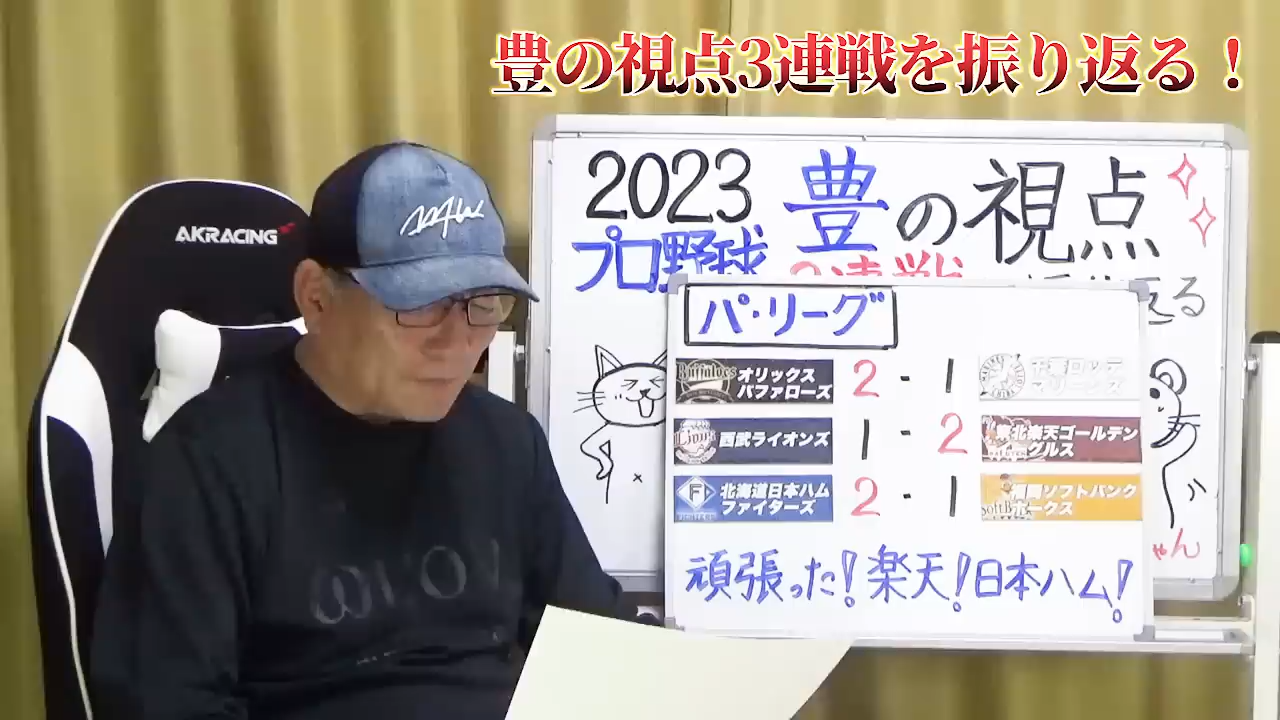 豊の視点3連戦を振り返る！
2023 豊の視点
プロ野球
AKRACING
パ・リーグ
オリックス バファローズ 2 - 1 千葉ロッテ マリーンズ
西武ライオンズ 1 - 2 東北楽天ゴールデン
北海道日本ハム ファイターズ 2 - 1 福岡ソフトバンク ホークス
頑張った！楽天！日本ハム！